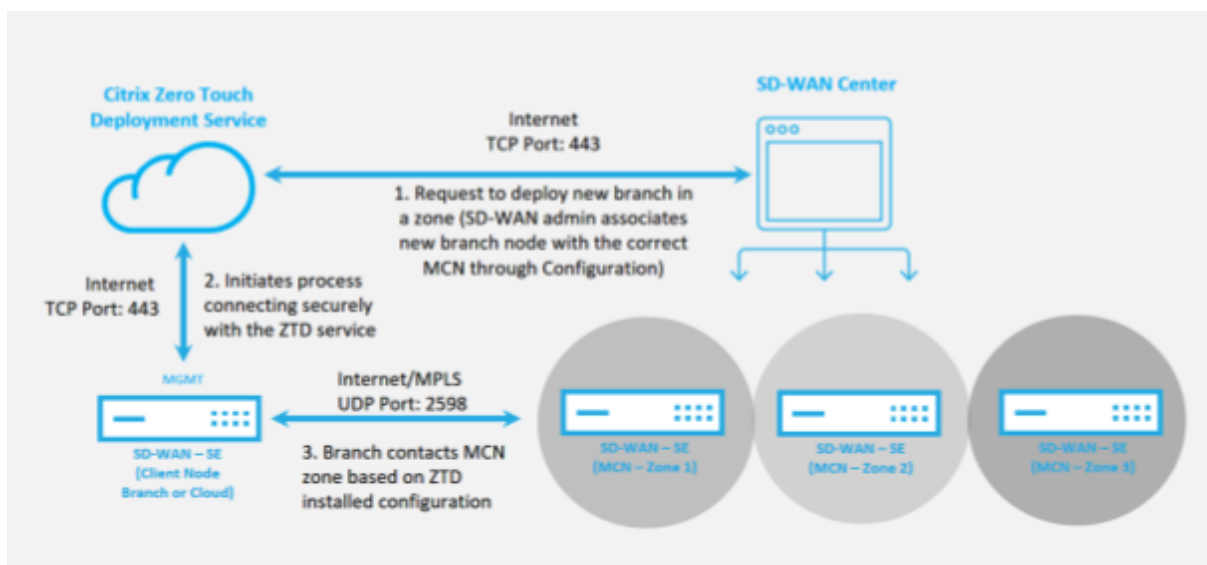 Citrix Zero Touch
Deployment Service
SD-WAN Center
Internet
TCP Port: 443
1. Request to deploy new branch in
a zone (SD-WAN admin associates
new branch node with the correct
MCN through Configuration)
Internet
TCP Port: 443
2. Initiates process
connecting securely
with the ZTD service
MGMT
SD-WAN – SE
(Client Node
Branch or Cloud)
Internet/MPLS
UDP Port: 2598
3. Branch contacts MCN
zone based on ZTD
installed configuration
SD-WAN – SE
(MCN – Zone 1)
SD-WAN – SE
(MCN – Zone 2)
SD-WAN – SE
(MCN – Zone 3)